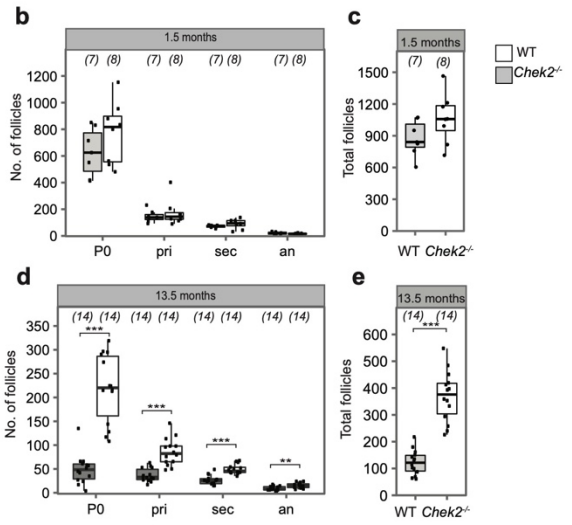 b
1.5 months
(7) (8) (7) (8) (7) (8) (7) (8)
No. of follicles
1200
1000
800
600
400
200
0
P0 pri sec an
c
1.5 months
(7) (8)
Total follicles
1500
1200
900
600
300
0
WT Chek2-/-
WT
Chek2-/-
d
13.5 months
(14) (14) (14) (14) (14) (14) (14) (14)
*** *** *** **
No. of follicles
350
300
250
200
150
100
50
0
P0 pri sec an
e
13.5 months
(14) (14)
***
Total follicles
600
500
400
300
200
100
0
WT Chek2-/-